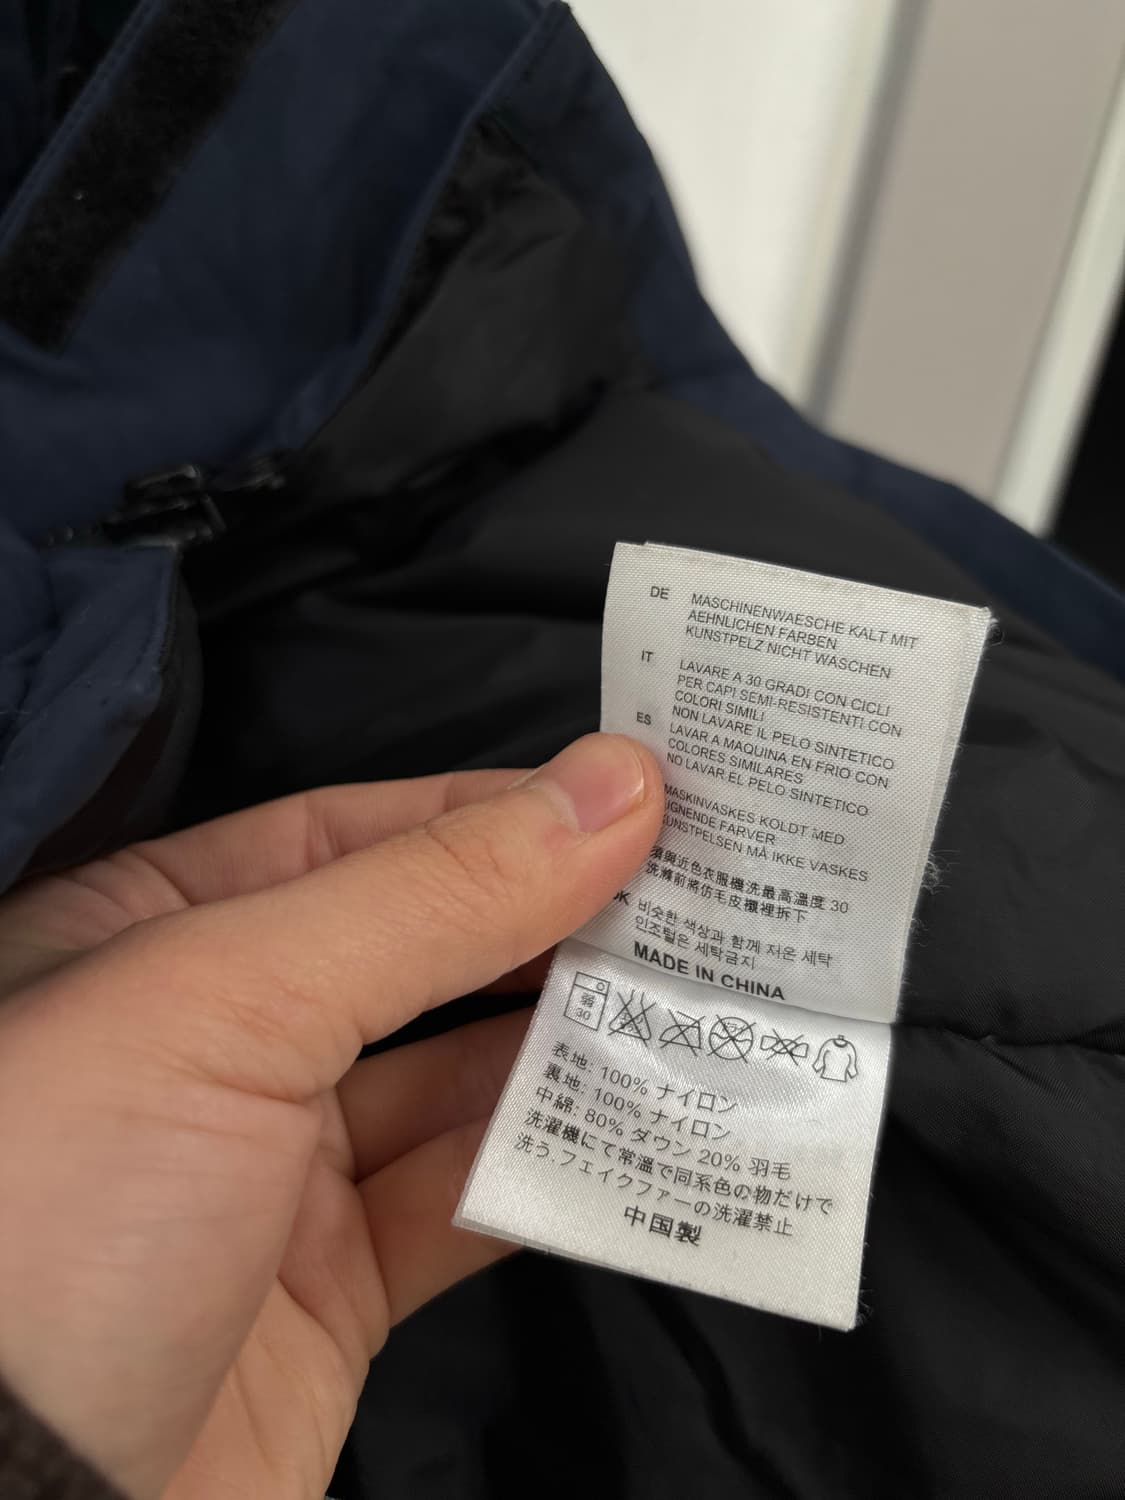 DE MASCHINENWAESCHE KALT MIT
AEHNLICHEN FARBEN
KUNSTPELZ NICHT WASCHEN
IT LAVARE A 30 GRADI CON CICLI
PER CAPI SEMI-RESISTENTI CON
COLORI SIMILI
NON LAVARE IL PELO SINTETICO
ES LAVAR A MAQUINA EN FRIO CON
COLORES SIMILARES
NO LAVAR EL PELO SINTETICO
MASKINVASKES KOLDT MED
LIGNENDE FARVER
KUNSTPELSEN MÅ IKKE VASKES
須與近色衣服機洗最高溫度 30
洗滌前將仿毛皮襯裡拆下
비슷한 색상과 함께 저온 세탁
인조털은 세탁금지
MADE IN CHINA
弱
30
表地: 100% ナイロン
裏地: 100% ナイロン
中綿: 80% ダウン 20% 羽毛
洗濯機にて常温で同系色の物だけで
洗う.フェイクファーの洗濯禁止
中国製